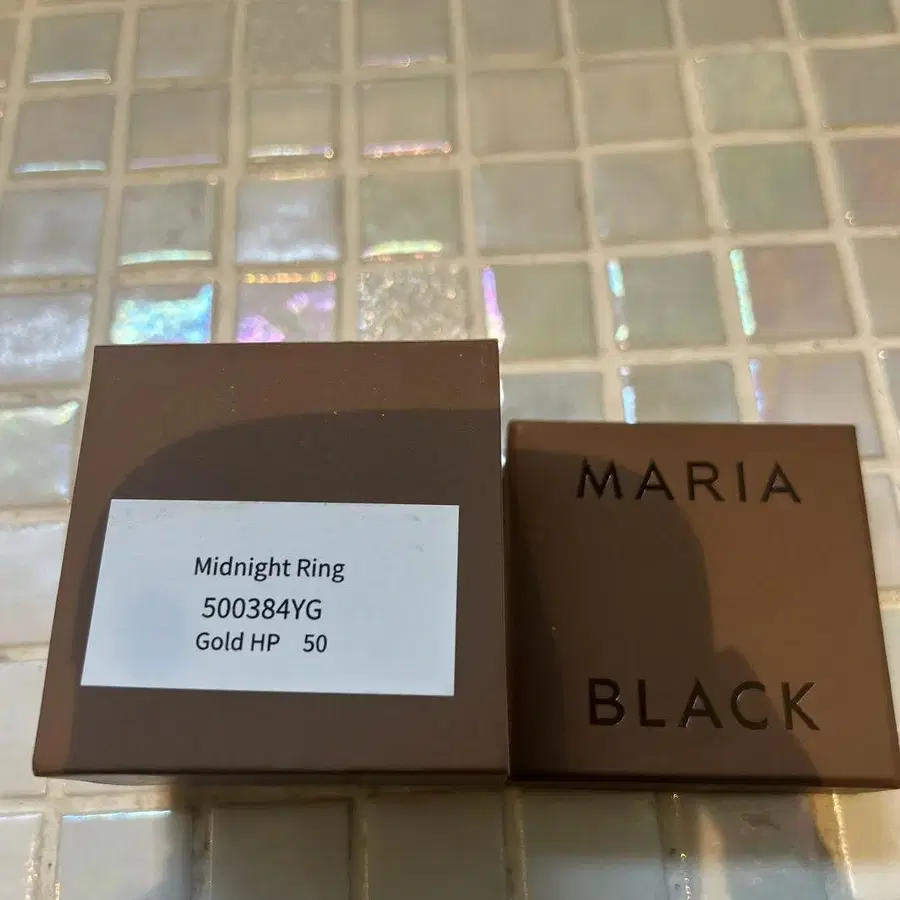 Midnight Ring
500384YG
Gold HP 50
MARIA
BLACK